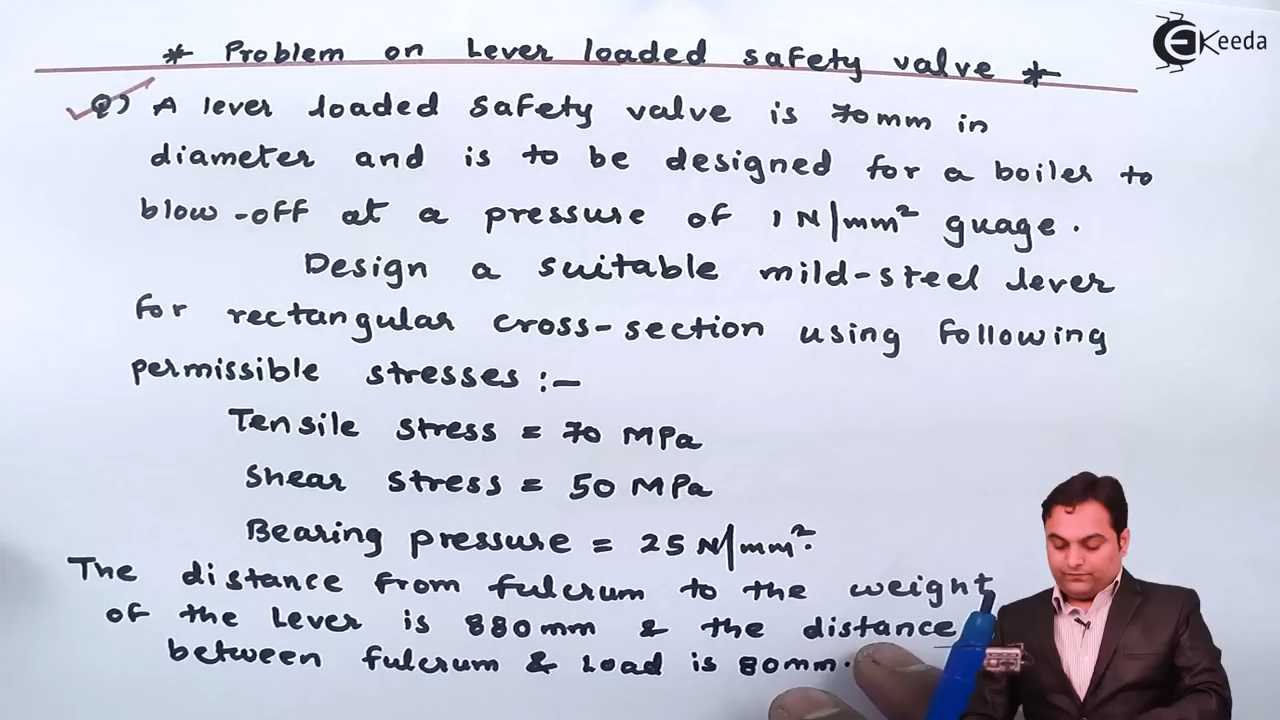 * Problem on Lever loaded safety valve *
EKeeda
Q) A lever loaded safety valve is 70mm in
diameter and is to be designed for a boiler to
blow-off at a pressure of 1 N/mm² guage.
Design a suitable mild-steel lever
for rectangular cross-section using following
permissible stresses :-
Tensile stress = 70 MPa
Shear stress = 50 MPa
Bearing pressure = 25 N/mm².
The distance from fulcrum to the weight
of the lever is 880mm & the distance
between fulcrum & Load is 80mm.